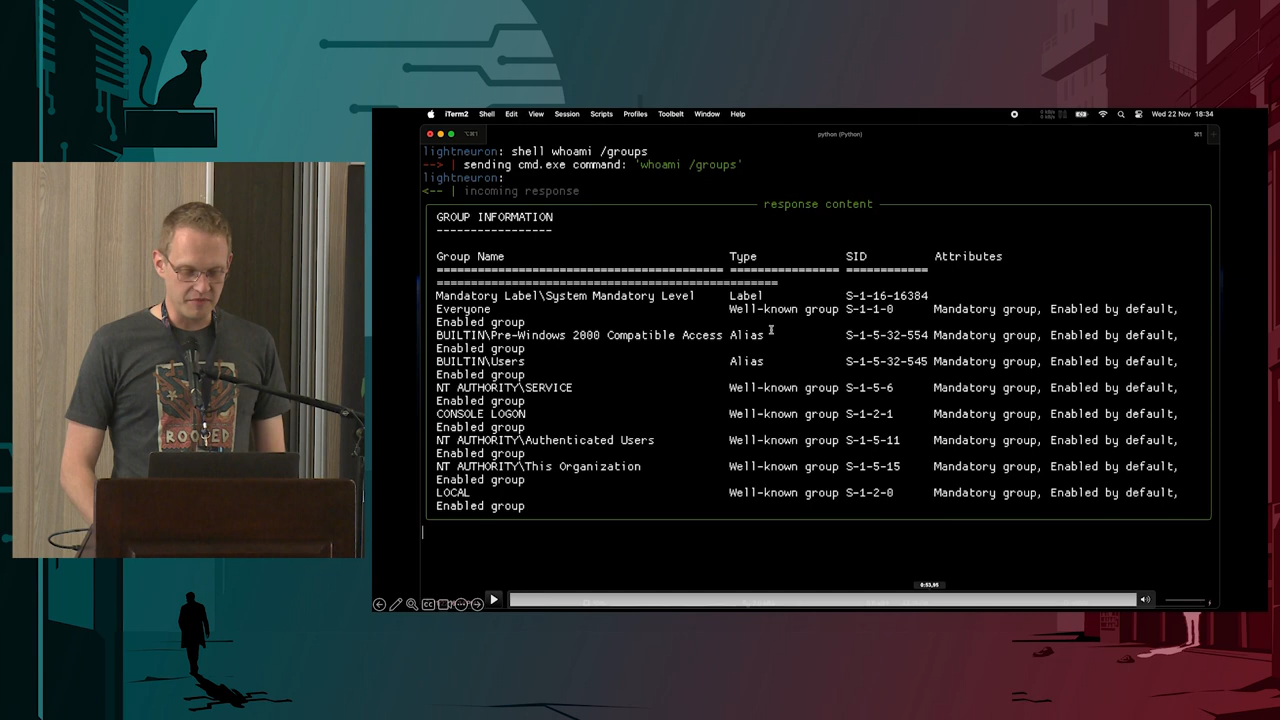 iTerm2 Shell Edit View Session Scripts Profiles Toolbelt Window Help Wed 22 Nov 18:34
python (Python)
lightneuron: shell whoami /groups
--> | sending cmd.exe command: 'whoami /groups'
lightneuron:
<-- | incoming response
response content
GROUP INFORMATION
-----------------
Group Name Type SID Attributes
========================================== ================ ============
==================================================
Mandatory Label\System Mandatory Level Label S-1-16-16384
Everyone Well-known group S-1-1-0 Mandatory group, Enabled by default,
Enabled group
BUILTIN\Pre-Windows 2000 Compatible Access Alias S-1-5-32-554 Mandatory group, Enabled by default,
Enabled group
BUILTIN\Users Alias S-1-5-32-545 Mandatory group, Enabled by default,
Enabled group
NT AUTHORITY\SERVICE Well-known group S-1-5-6 Mandatory group, Enabled by default,
Enabled group
CONSOLE LOGON Well-known group S-1-2-1 Mandatory group, Enabled by default,
Enabled group
NT AUTHORITY\Authenticated Users Well-known group S-1-5-11 Mandatory group, Enabled by default,
Enabled group
NT AUTHORITY\This Organization Well-known group S-1-5-15 Mandatory group, Enabled by default,
Enabled group
LOCAL Well-known group S-1-2-0 Mandatory group, Enabled by default,
Enabled group
0:53,95
CC
ROOTED